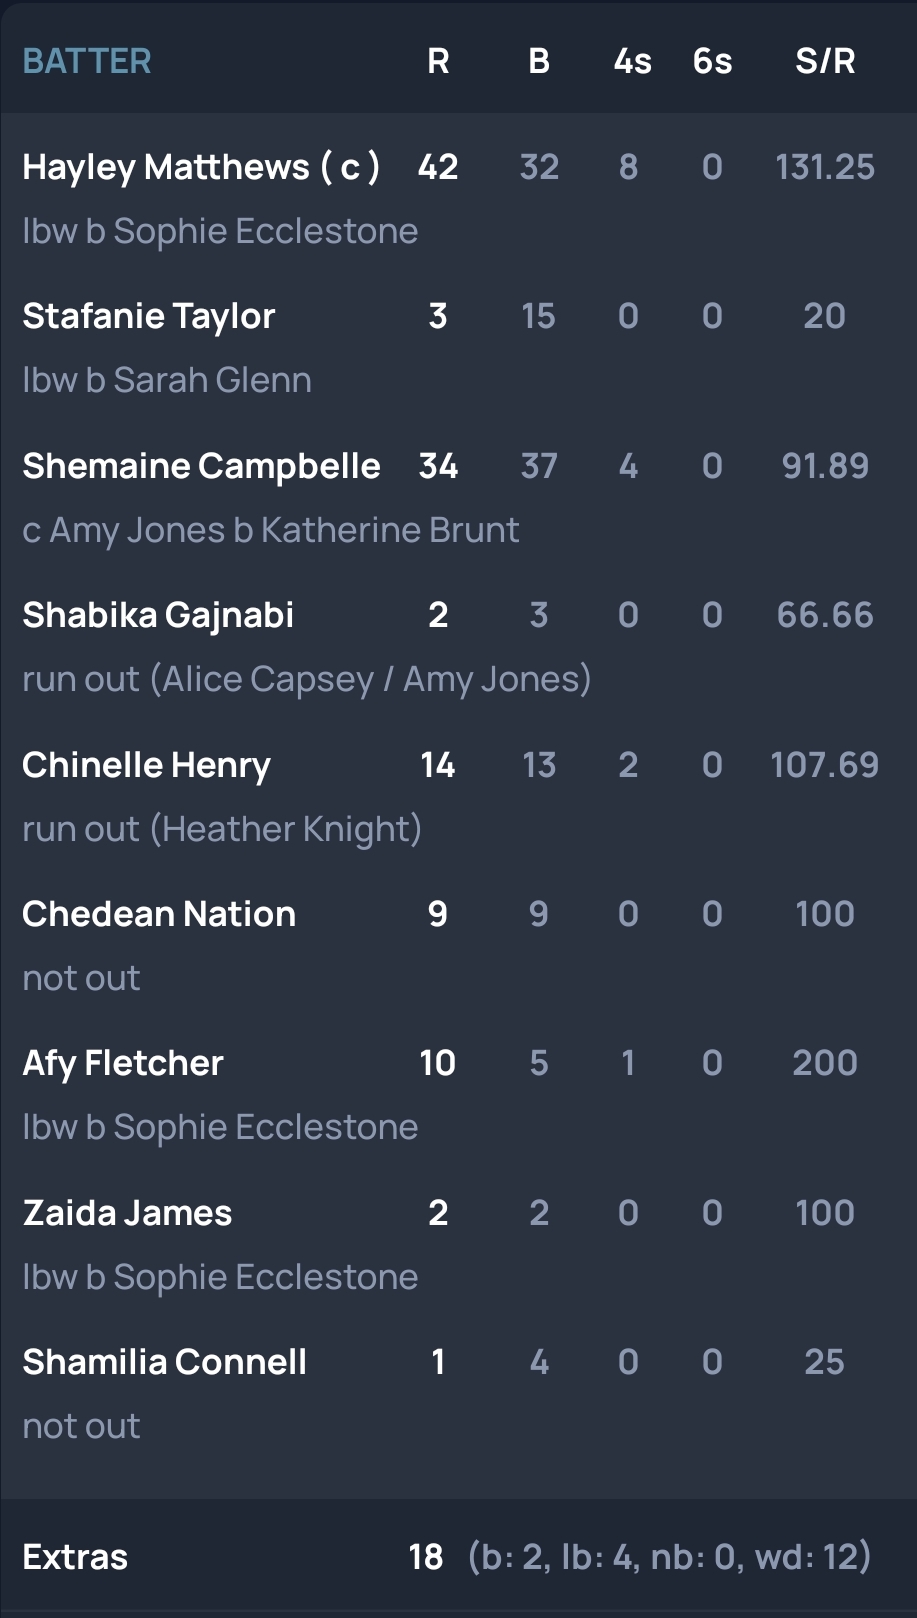 BATTER R B 4s 6s S/R
Hayley Matthews ( c ) 42 32 8 0 131.25
lbw b Sophie Ecclestone
Stafanie Taylor 3 15 0 0 20
lbw b Sarah Glenn
Shemaine Campbelle 34 37 4 0 91.89
c Amy Jones b Katherine Brunt
Shabika Gajnabi 2 3 0 0 66.66
run out (Alice Capsey / Amy Jones)
Chinelle Henry 14 13 2 0 107.69
run out (Heather Knight)
Chedean Nation 9 9 0 0 100
not out
Afy Fletcher 10 5 1 0 200
lbw b Sophie Ecclestone
Zaida James 2 2 0 0 100
lbw b Sophie Ecclestone
Shamilia Connell 1 4 0 0 25
not out
Extras 18 (b: 2, lb: 4, nb: 0, wd: 12)